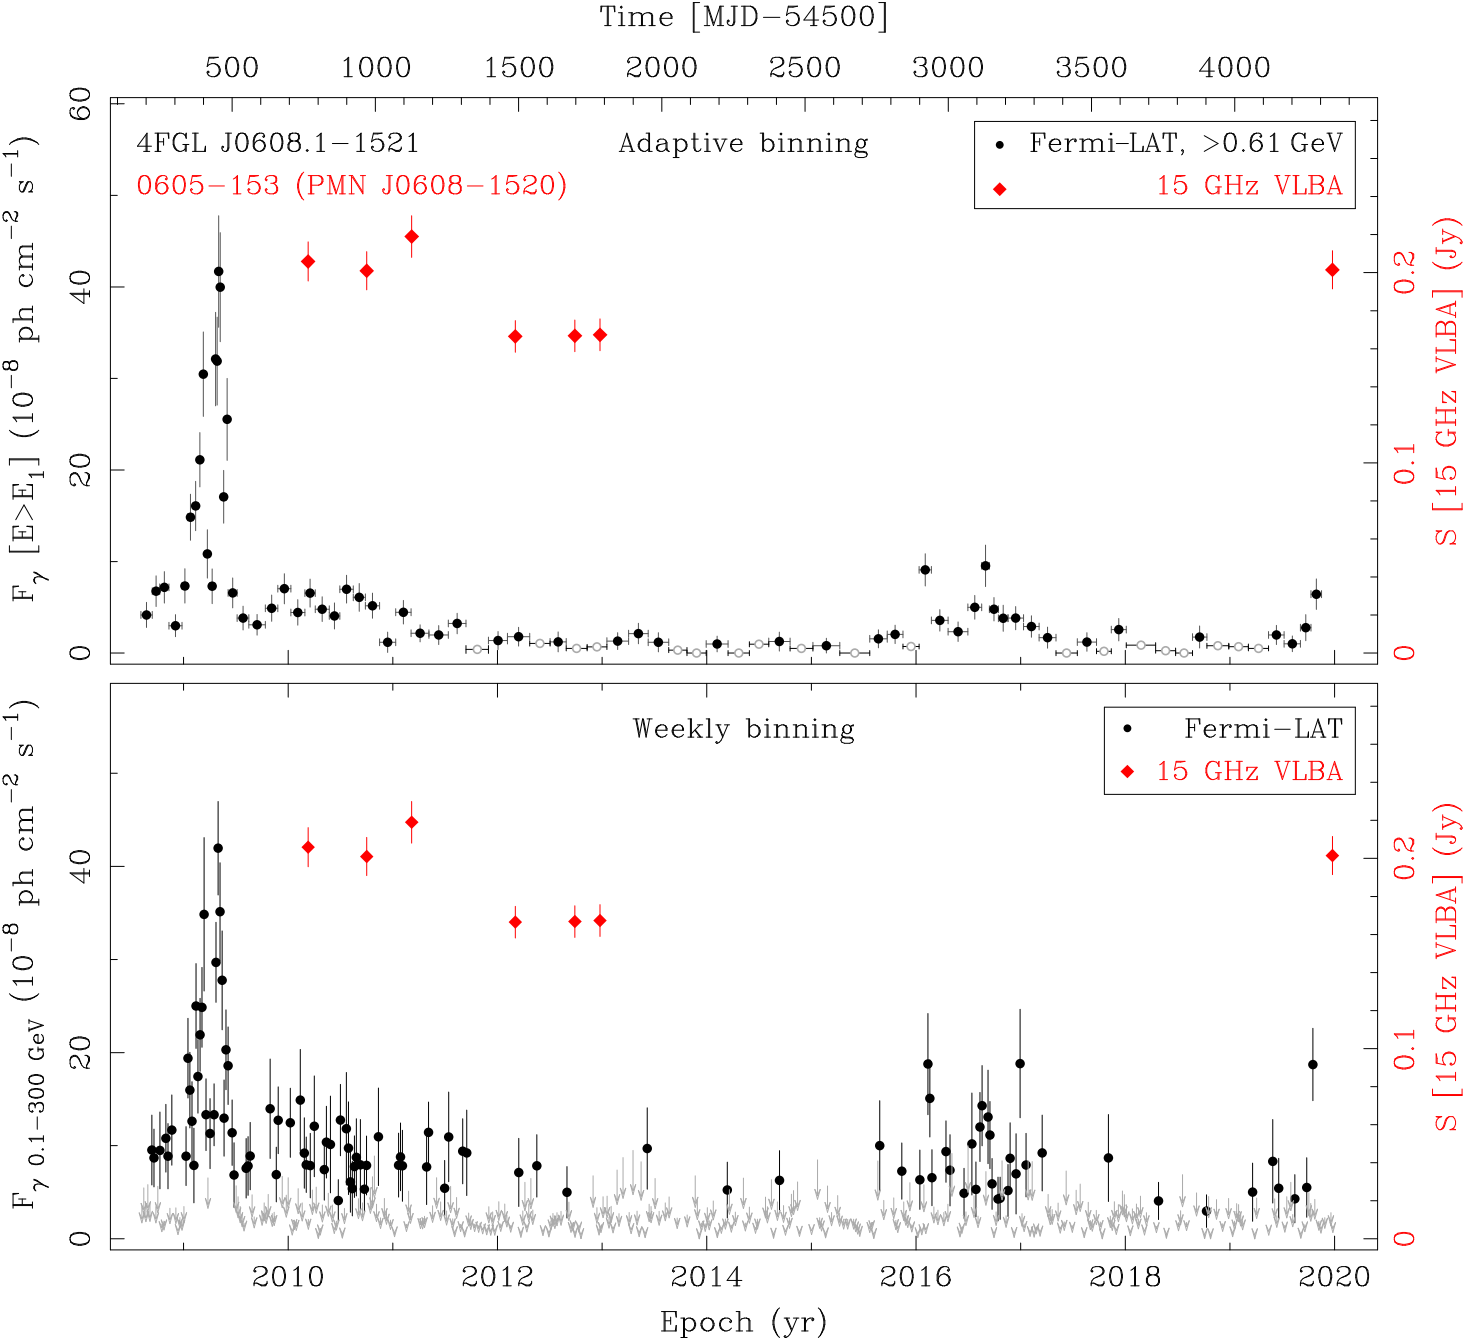 Time [MJD−54500]
500 1000 1500 2000 2500 3000 3500 4000
4FGL J0608.1−1521
0605−153 (PMN J0608−1520)
Adaptive binning
Fermi−LAT, >0.61 GeV
15 GHz VLBA
F γ [E>E1] (10−8 ph cm−2 s−1)
60
40
20
0
S [15 GHz VLBA] (Jy)
0.2
0.1
0
Weekly binning
Fermi−LAT
15 GHz VLBA
F γ 0.1−300 GeV (10−8 ph cm−2 s−1)
40
20
0
S [15 GHz VLBA] (Jy)
0.2
0.1
0
2010 2012 2014 2016 2018 2020
Epoch (yr)